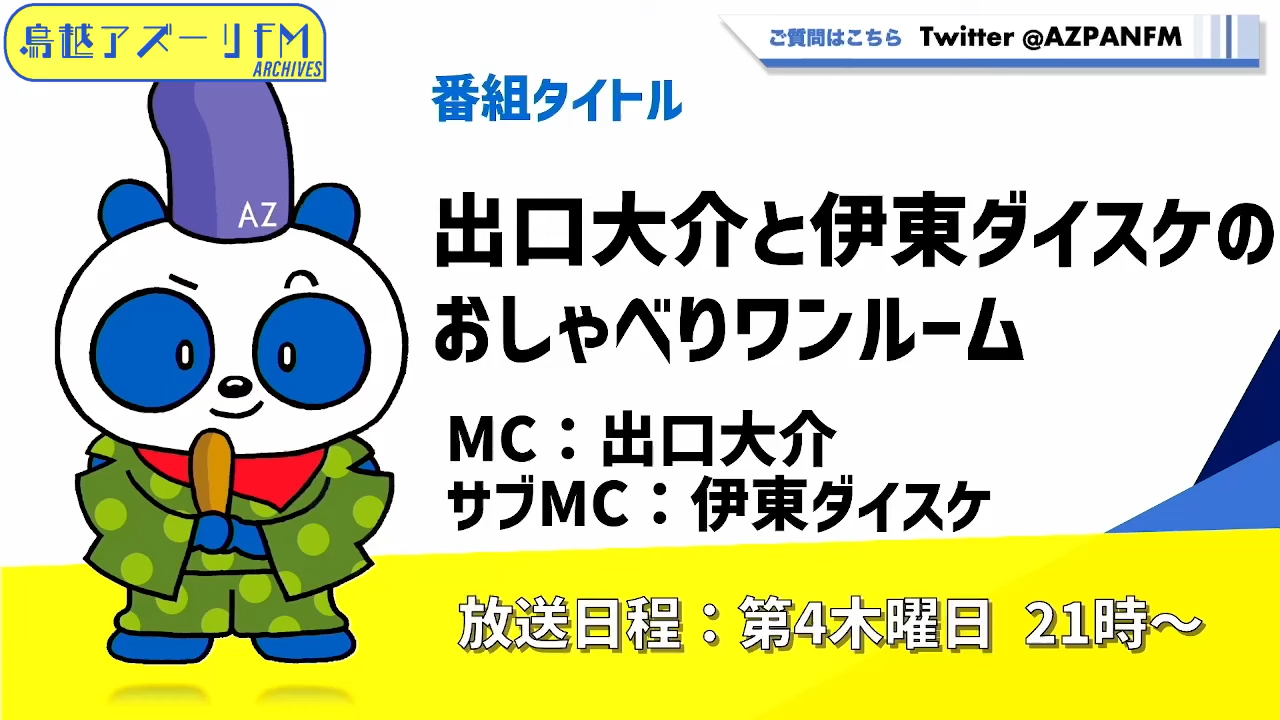 鳥越アズーリFM
ARCHIVES
ご質問はこちら Twitter @AZPANFM
番組タイトル
出口大介と伊東ダイスケの
おしゃべりワンルーム
MC：出口大介
サブMC：伊東ダイスケ
放送日程：第4木曜日 21時～
AZ